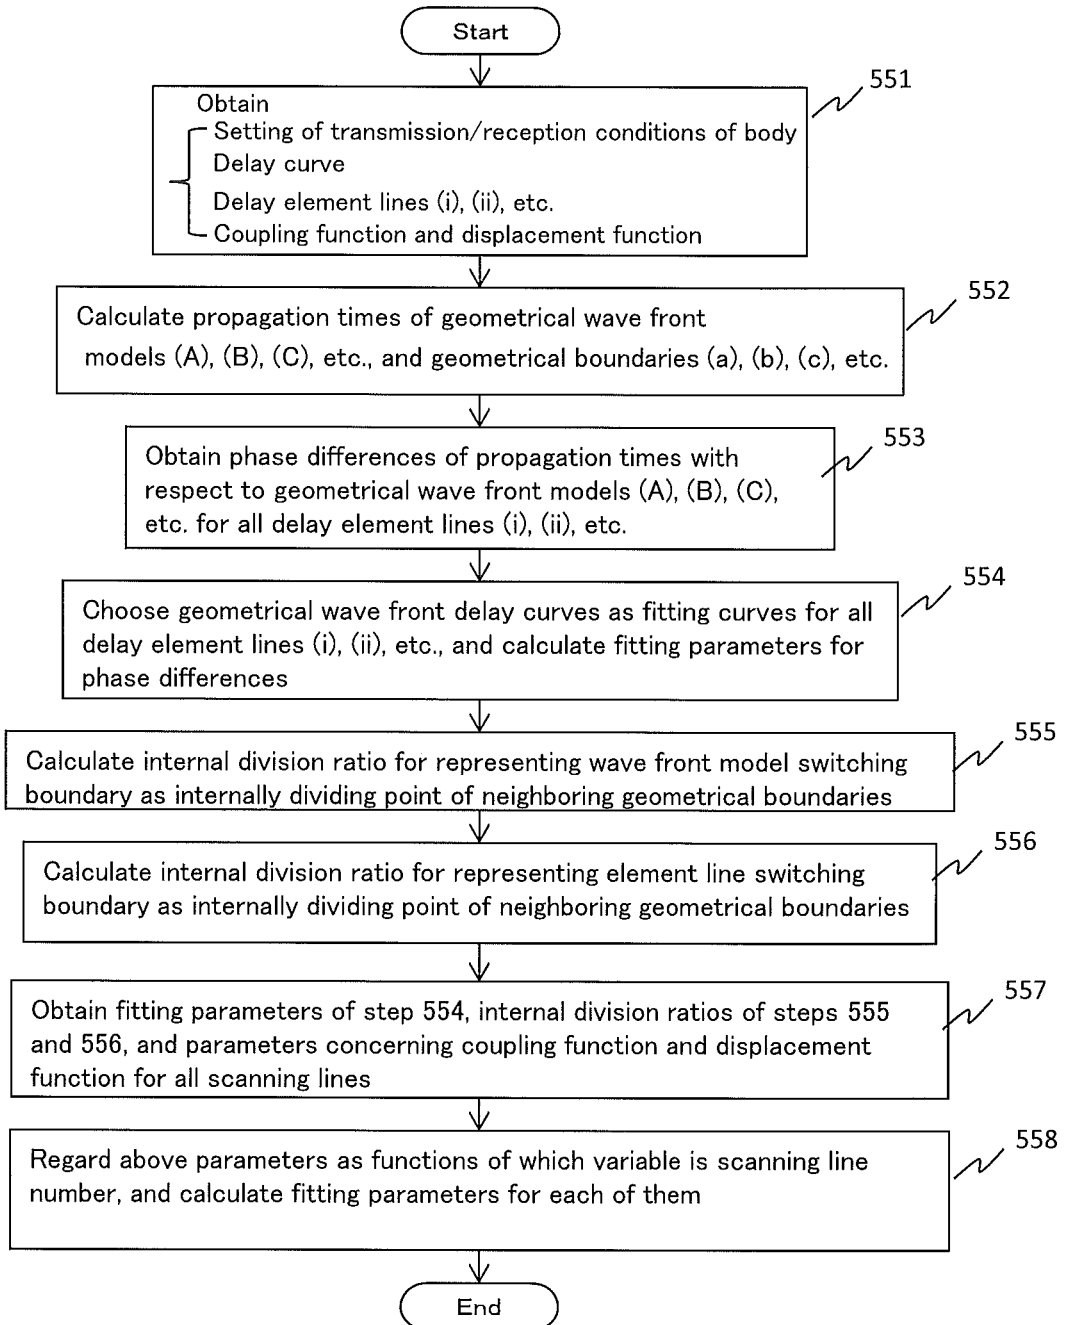 Start
551
Obtain
Setting of transmission/reception conditions of body
Delay curve
Delay element lines (i), (ii), etc.
Coupling function and displacement function
552
Calculate propagation times of geometrical wave front
models (A), (B), (C), etc., and geometrical boundaries (a), (b), (c), etc.
553
Obtain phase differences of propagation times with
respect to geometrical wave front models (A), (B), (C),
etc. for all delay element lines (i), (ii), etc.
554
Choose geometrical wave front delay curves as fitting curves for all
delay element lines (i), (ii), etc., and calculate fitting parameters for
phase differences
555
Calculate internal division ratio for representing wave front model switching
boundary as internally dividing point of neighboring geometrical boundaries
556
Calculate internal division ratio for representing element line switching
boundary as internally dividing point of neighboring geometrical boundaries
557
Obtain fitting parameters of step 554, internal division ratios of steps 555
and 556, and parameters concerning coupling function and displacement
function for all scanning lines
558
Regard above parameters as functions of which variable is scanning line
number, and calculate fitting parameters for each of them
End